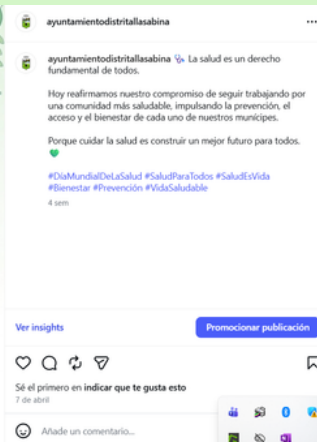 ayuntamientodistritallasabina
ayuntamientodistritallasabina 🩺 La salud es un derecho
fundamental de todos.
Hoy reafirmamos nuestro compromiso de seguir trabajando por
una comunidad más saludable, impulsando la prevención, el
acceso y el bienestar de cada uno de nuestros munícipes.
Porque cuidar la salud es construir un mejor futuro para todos.
💚
#DíaMundialDeLaSalud #SaludParaTodos #SaludEsVida
#Bienestar #Prevención #VidaSaludable
4 sem
Ver insights
Promocionar publicación
Sé el primero en indicar que te gusta esto
7 de abril
Añade un comentario...